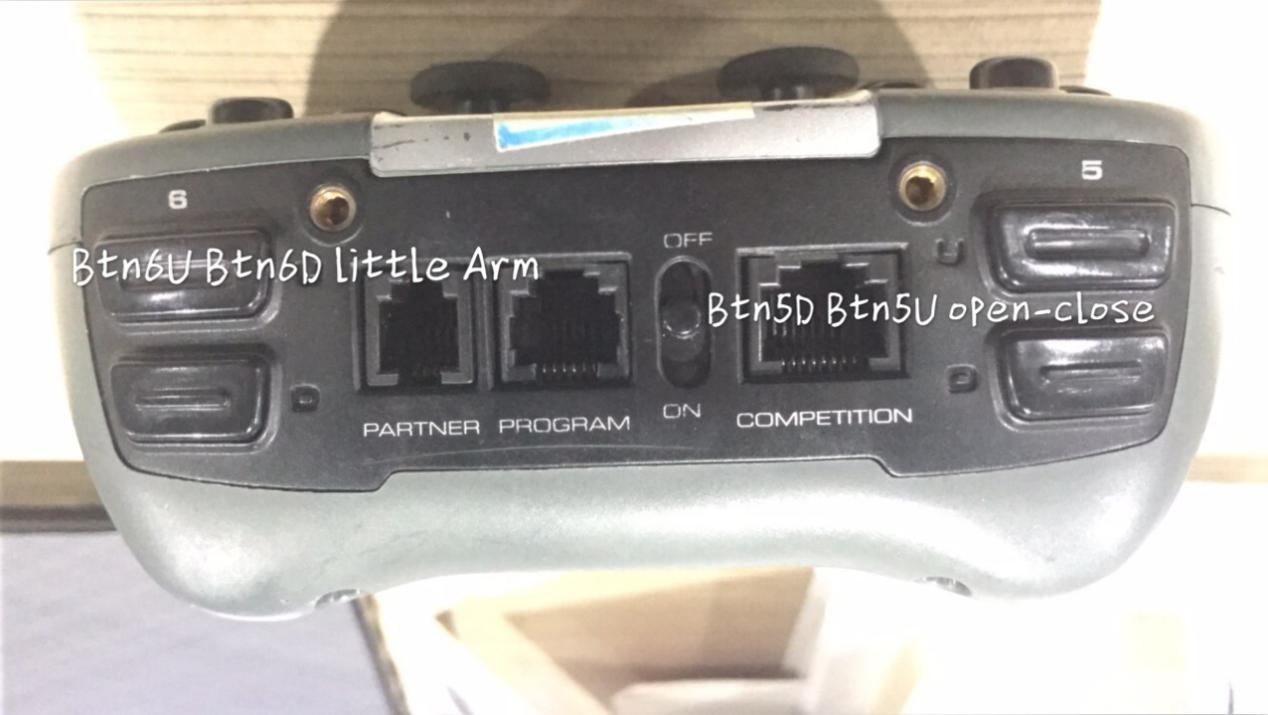 6
5
OFF
U
Btn6U Btn6D little Arm
Btn5D Btn5U open-close
D
D
ON
PARTNER
PROGRAM
COMPETITION